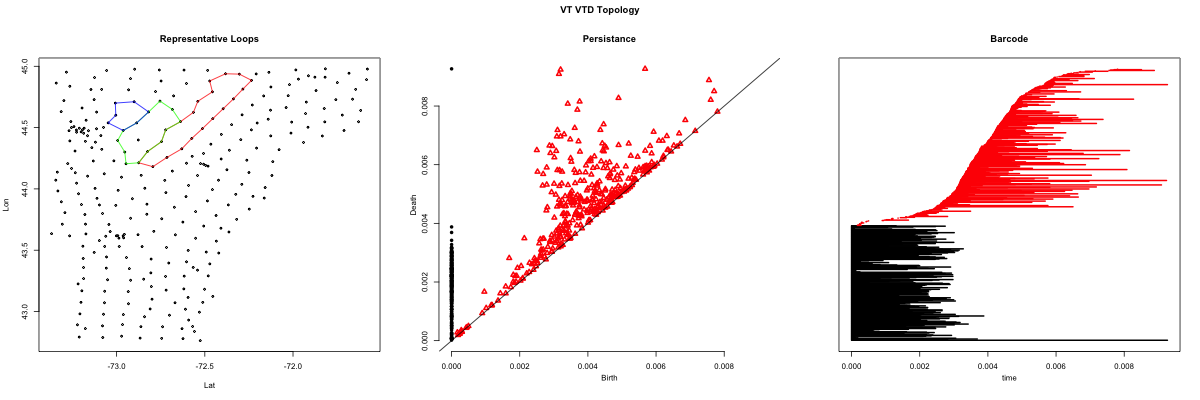 VT VTD Topology
Representative Loops
45.0
44.5
44.0
43.5
43.0
Lon
-73.0
-72.5
-72.0
Lat
Persistance
0.008
0.006
0.004
0.002
0.000
Death
0.000
0.002
0.004
0.006
0.008
Birth
Barcode
0.000
0.002
0.004
0.006
0.008
time